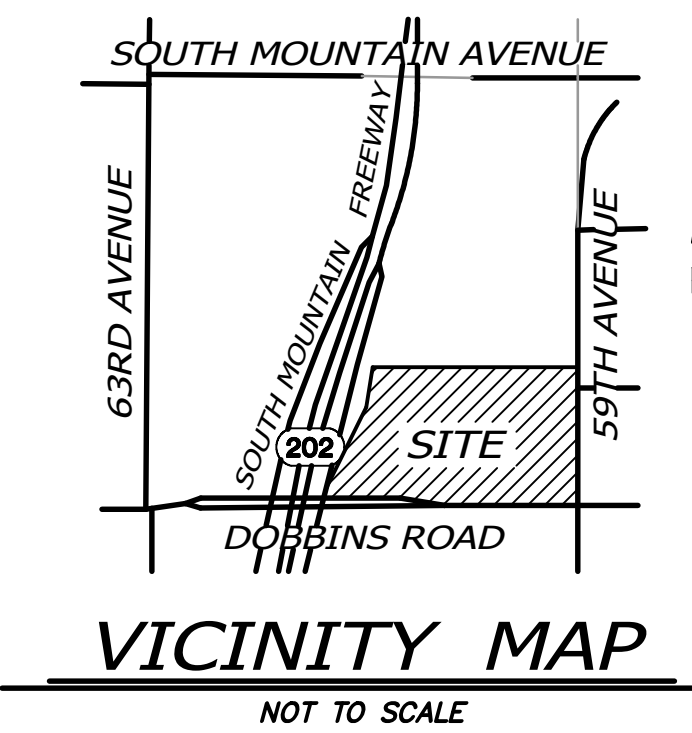 SOUTH MOUNTAIN AVENUE
63RD AVENUE
SOUTH MOUNTAIN FREEWAY
59TH AVENUE
202
SITE
DOBBINS ROAD
VICINITY MAP
NOT TO SCALE